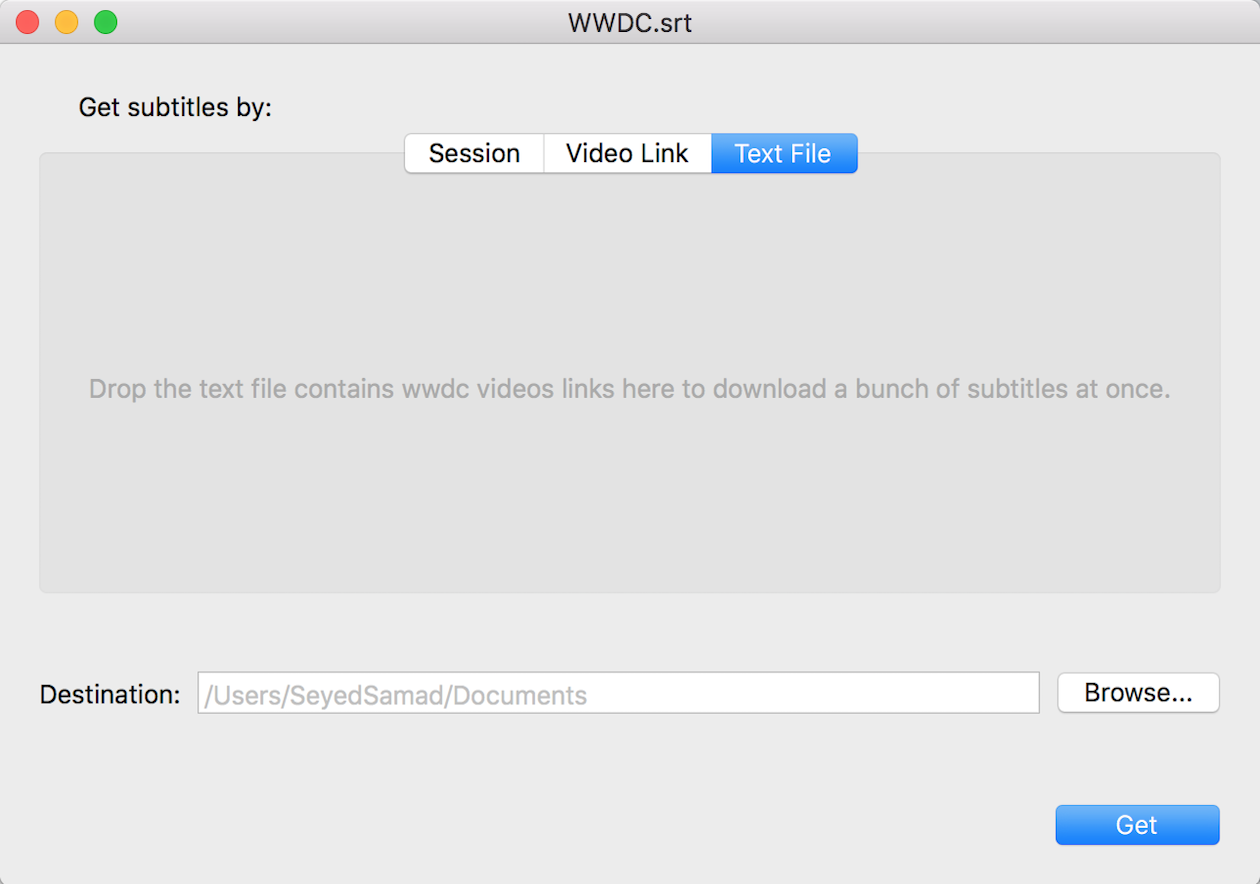 WWDC.srt
Get subtitles by:
Session Video Link Text File
Drop the text file contains wwdc videos links here to download a bunch of subtitles at once.
Destination: /Users/SeyedSamad/Documents Browse...
Get